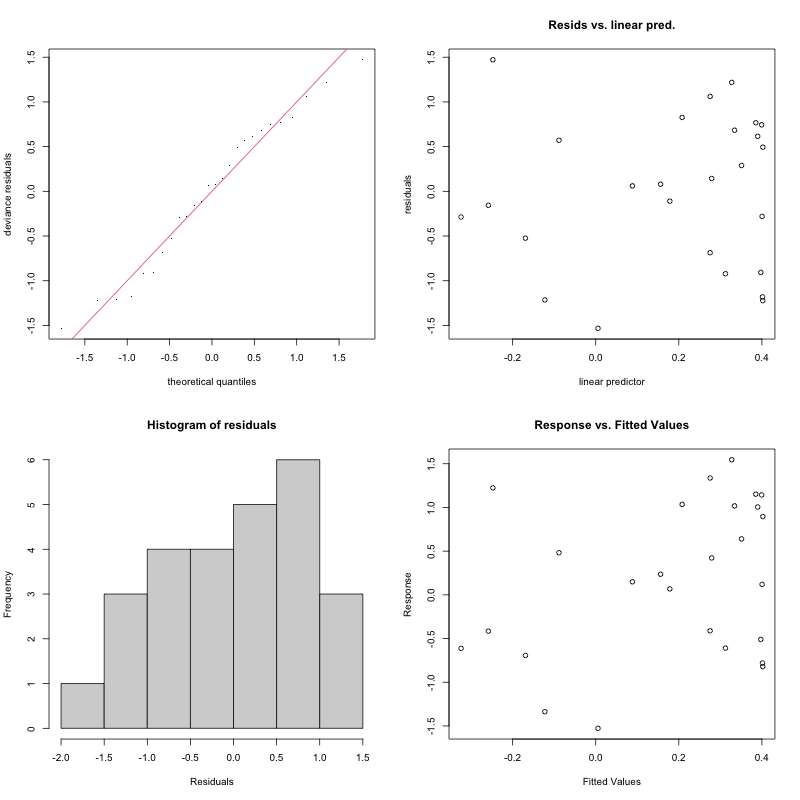 deviance residuals
1.5
1.0
0.5
0.0
-0.5
-1.0
-1.5
-1.5 -1.0 -0.5 0.0 0.5 1.0 1.5
theoretical quantiles
Resids vs. linear pred.
residuals
1.5
1.0
0.5
0.0
-0.5
-1.0
-1.5
-0.2 0.0 0.2 0.4
linear predictor
Histogram of residuals
Frequency
6
5
4
3
2
1
0
-2.0 -1.5 -1.0 -0.5 0.0 0.5 1.0 1.5
Residuals
Response vs. Fitted Values
Response
1.5
1.0
0.5
0.0
-0.5
-1.0
-1.5
-0.2 0.0 0.2 0.4
Fitted Values